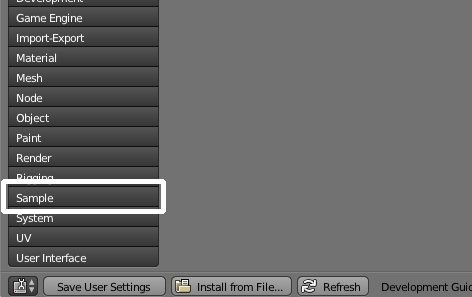 Development
Game Engine
Import-Export
Material
Mesh
Node
Object
Paint
Render
Rigging
Sample
System
UV
User Interface
Save User Settings Install from File... Refresh Development Guid